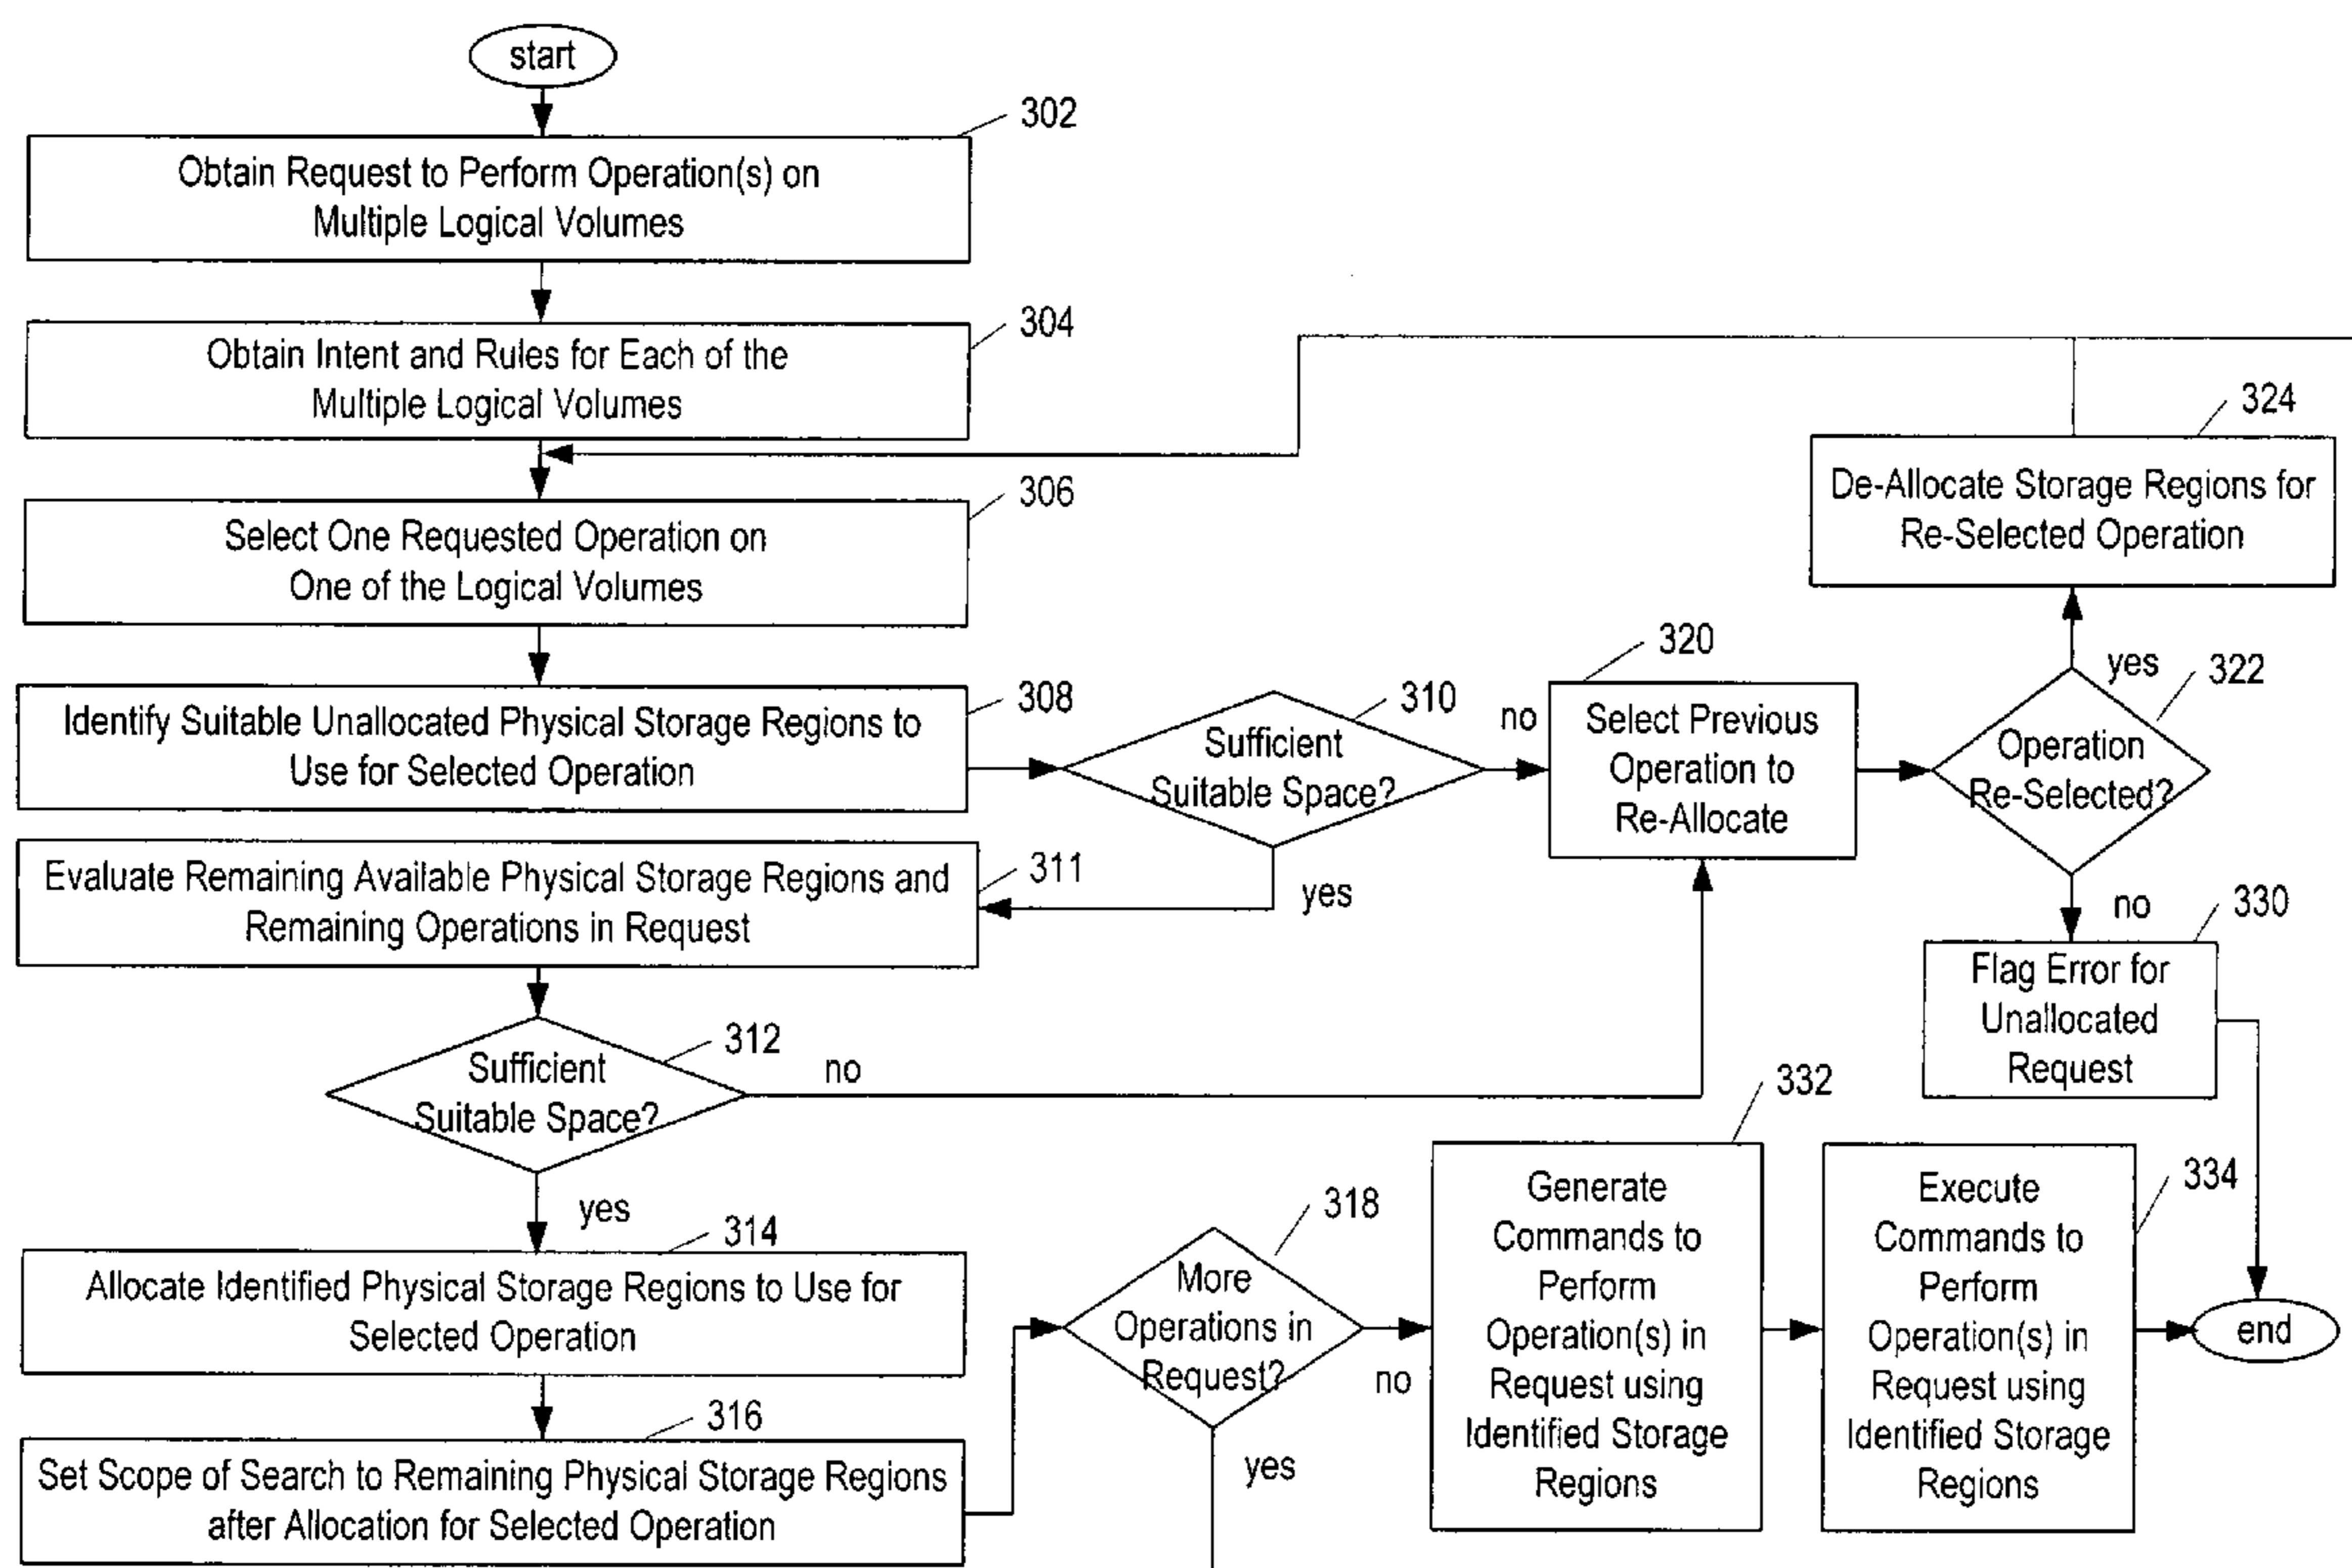 start
302
Obtain Request to Perform Operation(s) on
Multiple Logical Volumes
304
Obtain Intent and Rules for Each of the
Multiple Logical Volumes
324
De-Allocate Storage Regions for
Re-Selected Operation
306
Select One Requested Operation on
One of the Logical Volumes
308
Identify Suitable Unallocated Physical Storage Regions to
Use for Selected Operation
310
Sufficient
Suitable Space?
no
yes
320
Select Previous
Operation to
Re-Allocate
322
Operation
Re-Selected?
yes
no
330
Flag Error for
Unallocated
Request
311
Evaluate Remaining Available Physical Storage Regions and
Remaining Operations in Request
312
Sufficient
Suitable Space?
no
yes
314
Allocate Identified Physical Storage Regions to Use for
Selected Operation
316
Set Scope of Search to Remaining Physical Storage Regions
after Allocation for Selected Operation
318
More
Operations in
Request?
no
yes
332
Generate
Commands to
Perform
Operation(s) in
Request using
Identified Storage
Regions
334
Execute
Commands to
Perform
Operation(s) in
Request using
Identified Storage
Regions
end